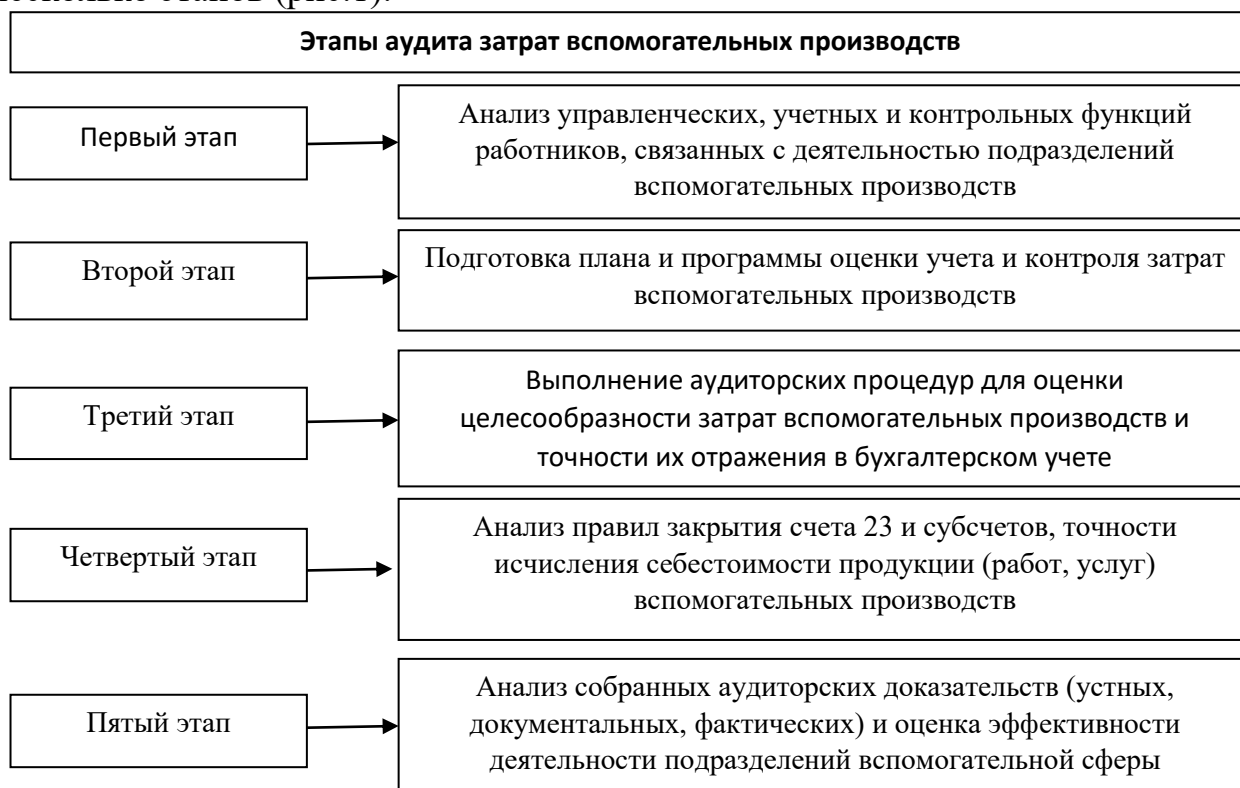 несколько этапов (рис.1).
Этапы аудита затрат вспомогательных производств
Первый этап
Анализ управленческих, учетных и контрольных функций
работников, связанных с деятельностью подразделений
вспомогательных производств
Второй этап
Подготовка плана и программы оценки учета и контроля затрат
вспомогательных производств
Третий этап
Выполнение аудиторских процедур для оценки
целесообразности затрат вспомогательных производств и
точности их отражения в бухгалтерском учете
Четвертый этап
Анализ правил закрытия счета 23 и субсчетов, точности
исчисления себестоимости продукции (работ, услуг)
вспомогательных производств
Пятый этап
Анализ собранных аудиторских доказательств (устных,
документальных, фактических) и оценка эффективности
деятельности подразделений вспомогательной сферы